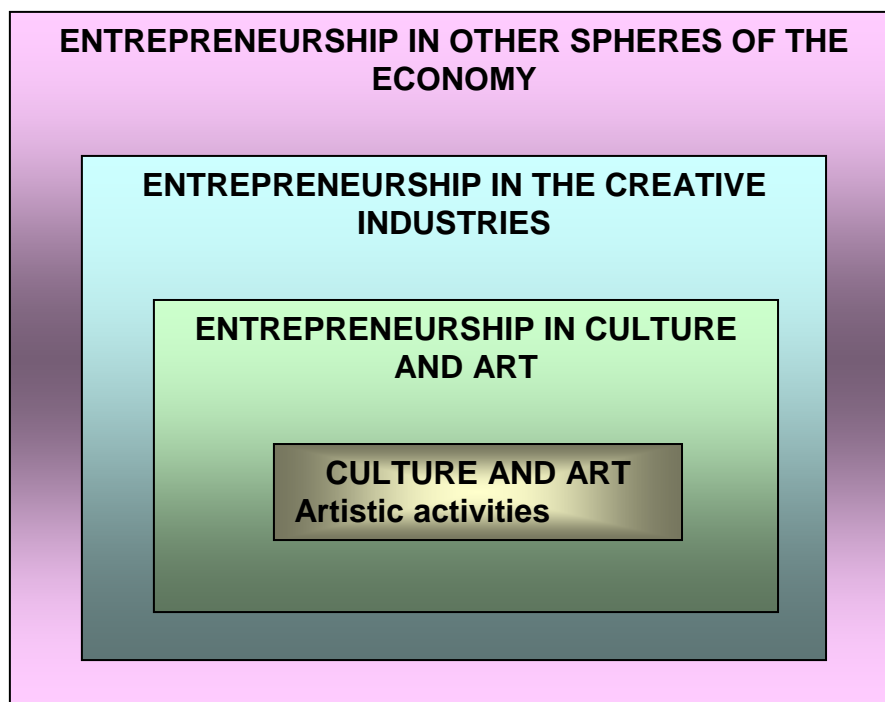 ENTREPRENEURSHIP IN OTHER SPHERES OF THE
ECONOMY
ENTREPRENEURSHIP IN THE CREATIVE
INDUSTRIES
ENTREPRENEURSHIP IN CULTURE
AND ART
CULTURE AND ART
Artistic activities